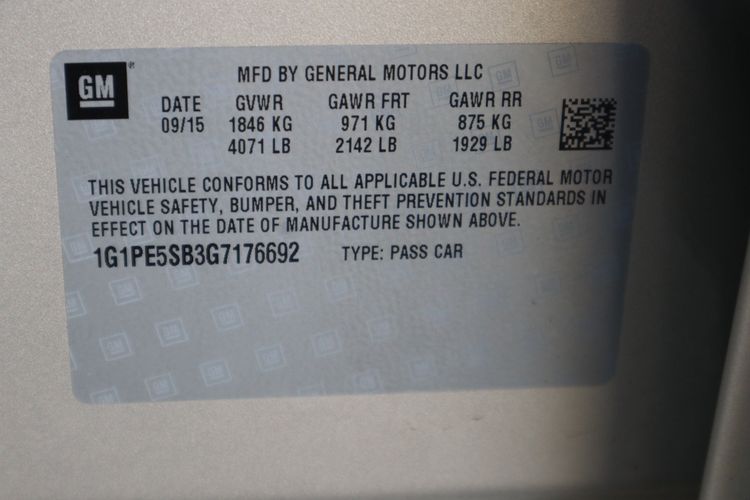 GM
MFD BY GENERAL MOTORS LLC
DATE GVWR GAWR FRT GAWR RR
09/15 1846 KG 971 KG 875 KG
4071 LB 2142 LB 1929 LB
THIS VEHICLE CONFORMS TO ALL APPLICABLE U.S. FEDERAL MOTOR
VEHICLE SAFETY, BUMPER, AND THEFT PREVENTION STANDARDS IN
EFFECT ON THE DATE OF MANUFACTURE SHOWN ABOVE.
1G1PE5SB3G7176692 TYPE: PASS CAR